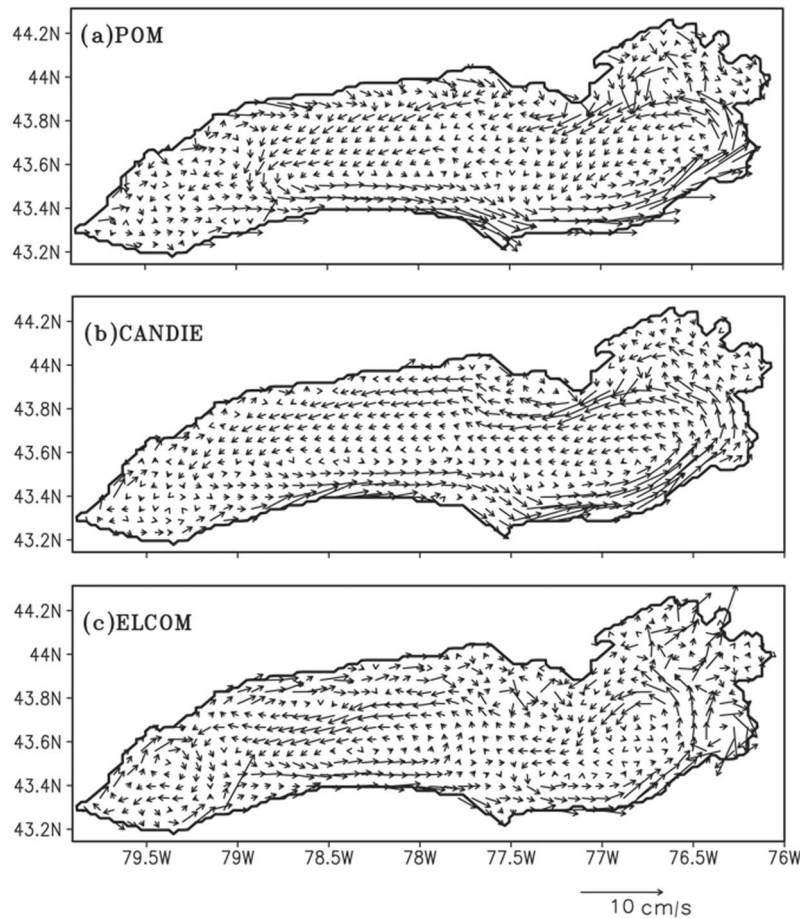 (a)POM
44.2N
44N
43.8N
43.6N
43.4N
43.2N
(b)CANDIE
44.2N
44N
43.8N
43.6N
43.4N
43.2N
(c)ELCOM
44.2N
44N
43.8N
43.6N
43.4N
43.2N
79.5W 79W 78.5W 78W 77.5W 77W 76.5W 76W
10 cm/s